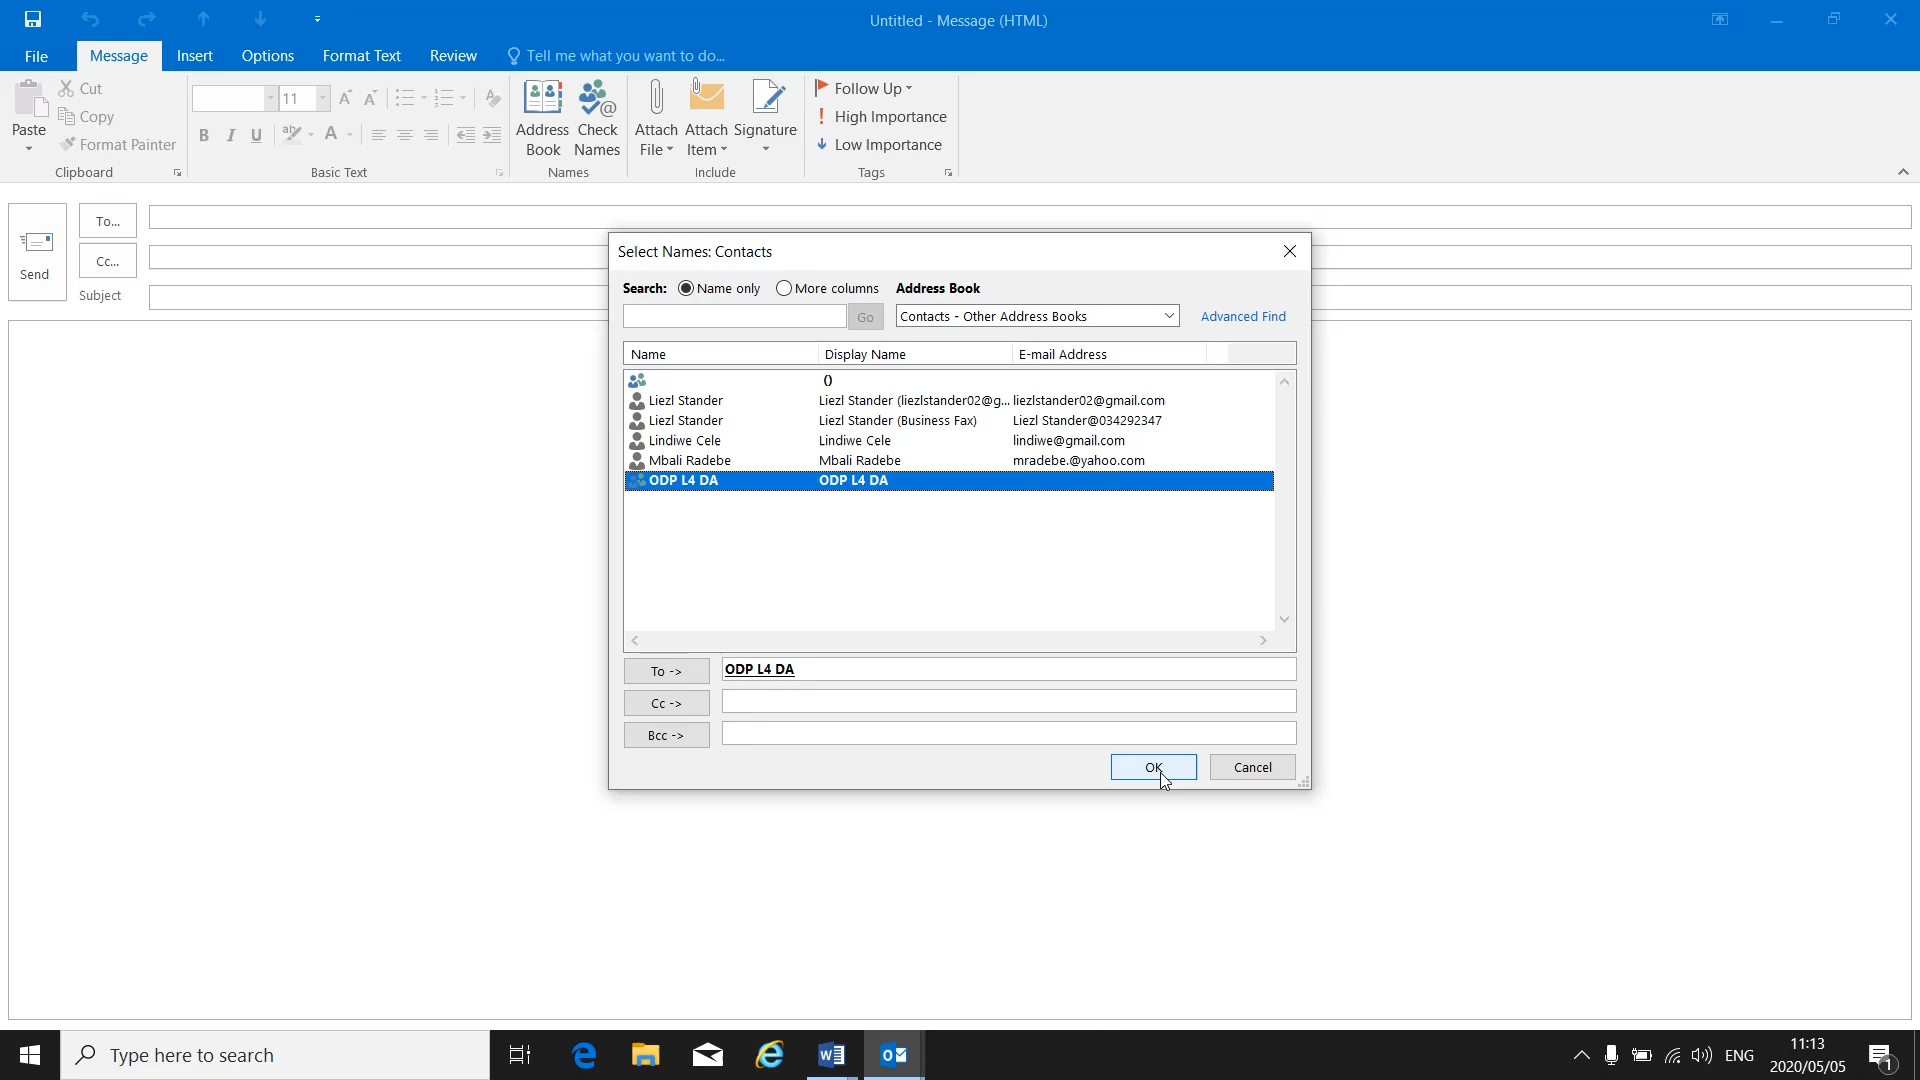 Untitled - Message (HTML)
File Message Insert Options Format Text Review Tell me what you want to do...
Paste
Cut
Copy
Format Painter
Clipboard
11
B I U ab A
Basic Text
Address Book
Check Names
Names
Attach File
Attach Item
Signature
Include
Follow Up
High Importance
Low Importance
Tags
Send
To...
Cc...
Subject
Select Names: Contacts
Search: Name only More columns Address Book
Go Contacts - Other Address Books Advanced Find
Name Display Name E-mail Address
()
Liezl Stander Liezl Stander (liezlstander02@g... liezlstander02@gmail.com
Liezl Stander Liezl Stander (Business Fax) Liezl Stander@034292347
Lindiwe Cele Lindiwe Cele lindiwe@gmail.com
Mbali Radebe Mbali Radebe mradebe.@yahoo.com
ODP L4 DA ODP L4 DA
To -> ODP L4 DA
Cc ->
Bcc ->
OK Cancel
Type here to search
ENG
11:13
2020/05/05
1